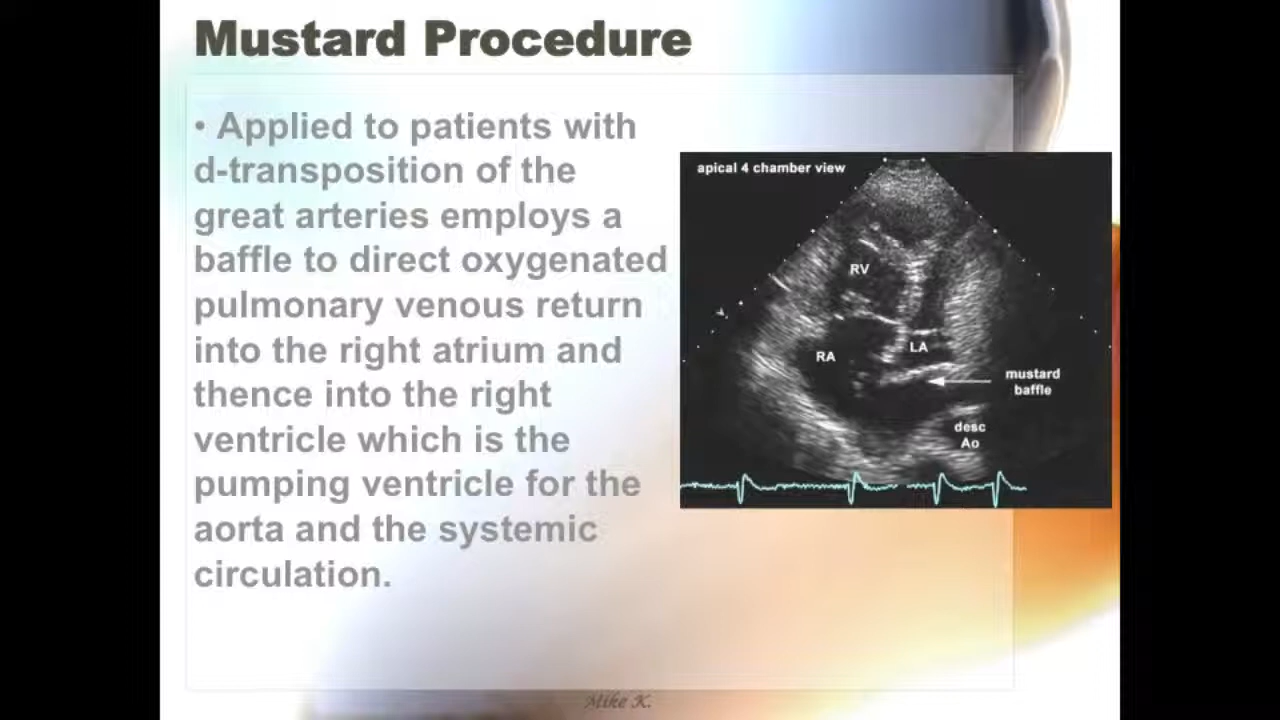 Mustard Procedure
• Applied to patients with
d-transposition of the
great arteries employs a
baffle to direct oxygenated
pulmonary venous return
into the right atrium and
thence into the right
ventricle which is the
pumping ventricle for the
aorta and the systemic
circulation.
apical 4 chamber view
RV
RA
LA
mustard
baffle
desc
Ao
Mike K.